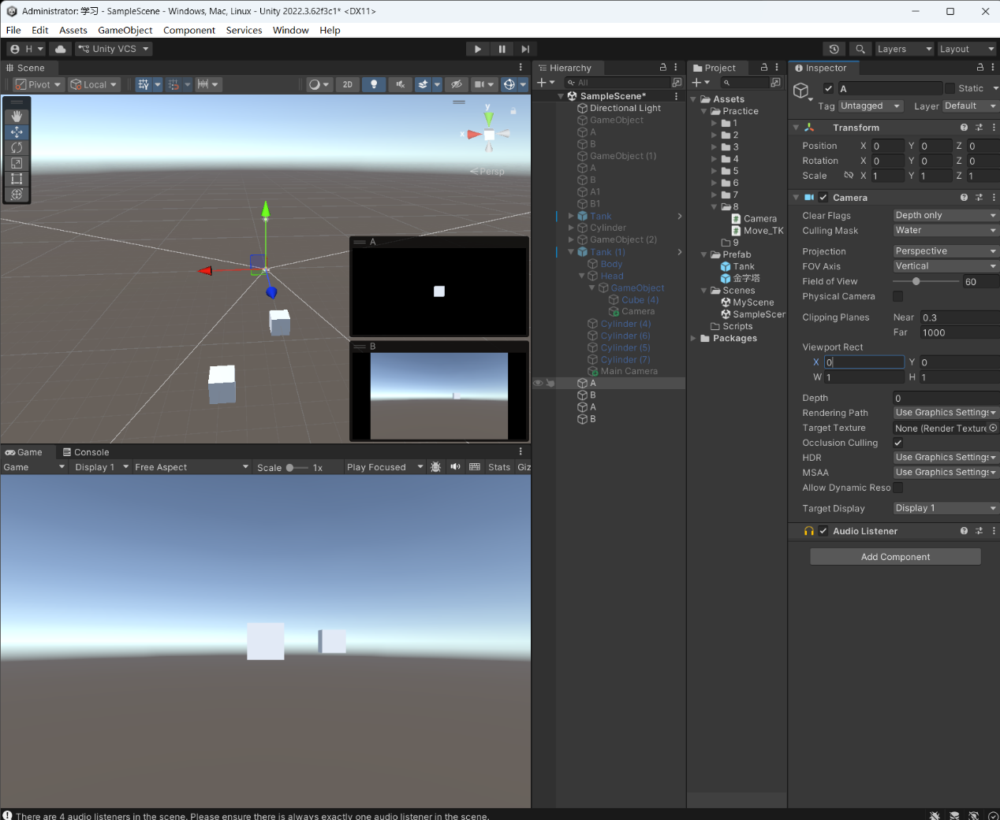 Administrator: 学习 - SampleScene - Windows, Mac, Linux - Unity 2022.3.62f3c1* <DX11>
File Edit Assets GameObject Component Services Window Help
H Unity VCS Layers Layout
Scene
Pivot Local 2D
y
x
Persp
A
B
Hierarchy
All
SampleScene*
Directional Light
GameObject
A
B
GameObject (1)
A
B
A1
B1
Tank
Cylinder
GameObject (2)
Tank (1)
Body
Head
GameObject
Cube (4)
Camera
Cylinder (4)
Cylinder (6)
Cylinder (5)
Cylinder (7)
Main Camera
A
B
A
B
Project
Assets
Practice
1
2
3
4
5
6
7
8
Camera
Move_TK
9
Prefab
Tank
金字塔
Scenes
MyScene
SampleScer
Scripts
Packages
Inspector
A Static
Tag Untagged Layer Default
Transform
Position X 0 Y 0 Z 0
Rotation X 0 Y 0 Z 0
Scale X 1 Y 1 Z 1
Camera
Clear Flags Depth only
Culling Mask Water
Projection Perspective
FOV Axis Vertical
Field of View 60
Physical Camera
Clipping Planes Near 0.3
Far 1000
Viewport Rect
X 0 Y 0
W 1 H 1
Depth 0
Rendering Path Use Graphics Settings
Target Texture None (Render Texture
Occlusion Culling
HDR Use Graphics Settings
MSAA Use Graphics Settings
Allow Dynamic Reso
Target Display Display 1
Audio Listener
Add Component
Game Console
Game Display 1 Free Aspect Scale 1x Play Focused Stats Giz
There are 4 audio listeners in the scene. Please ensure there is always exactly one audio listener in the scene.